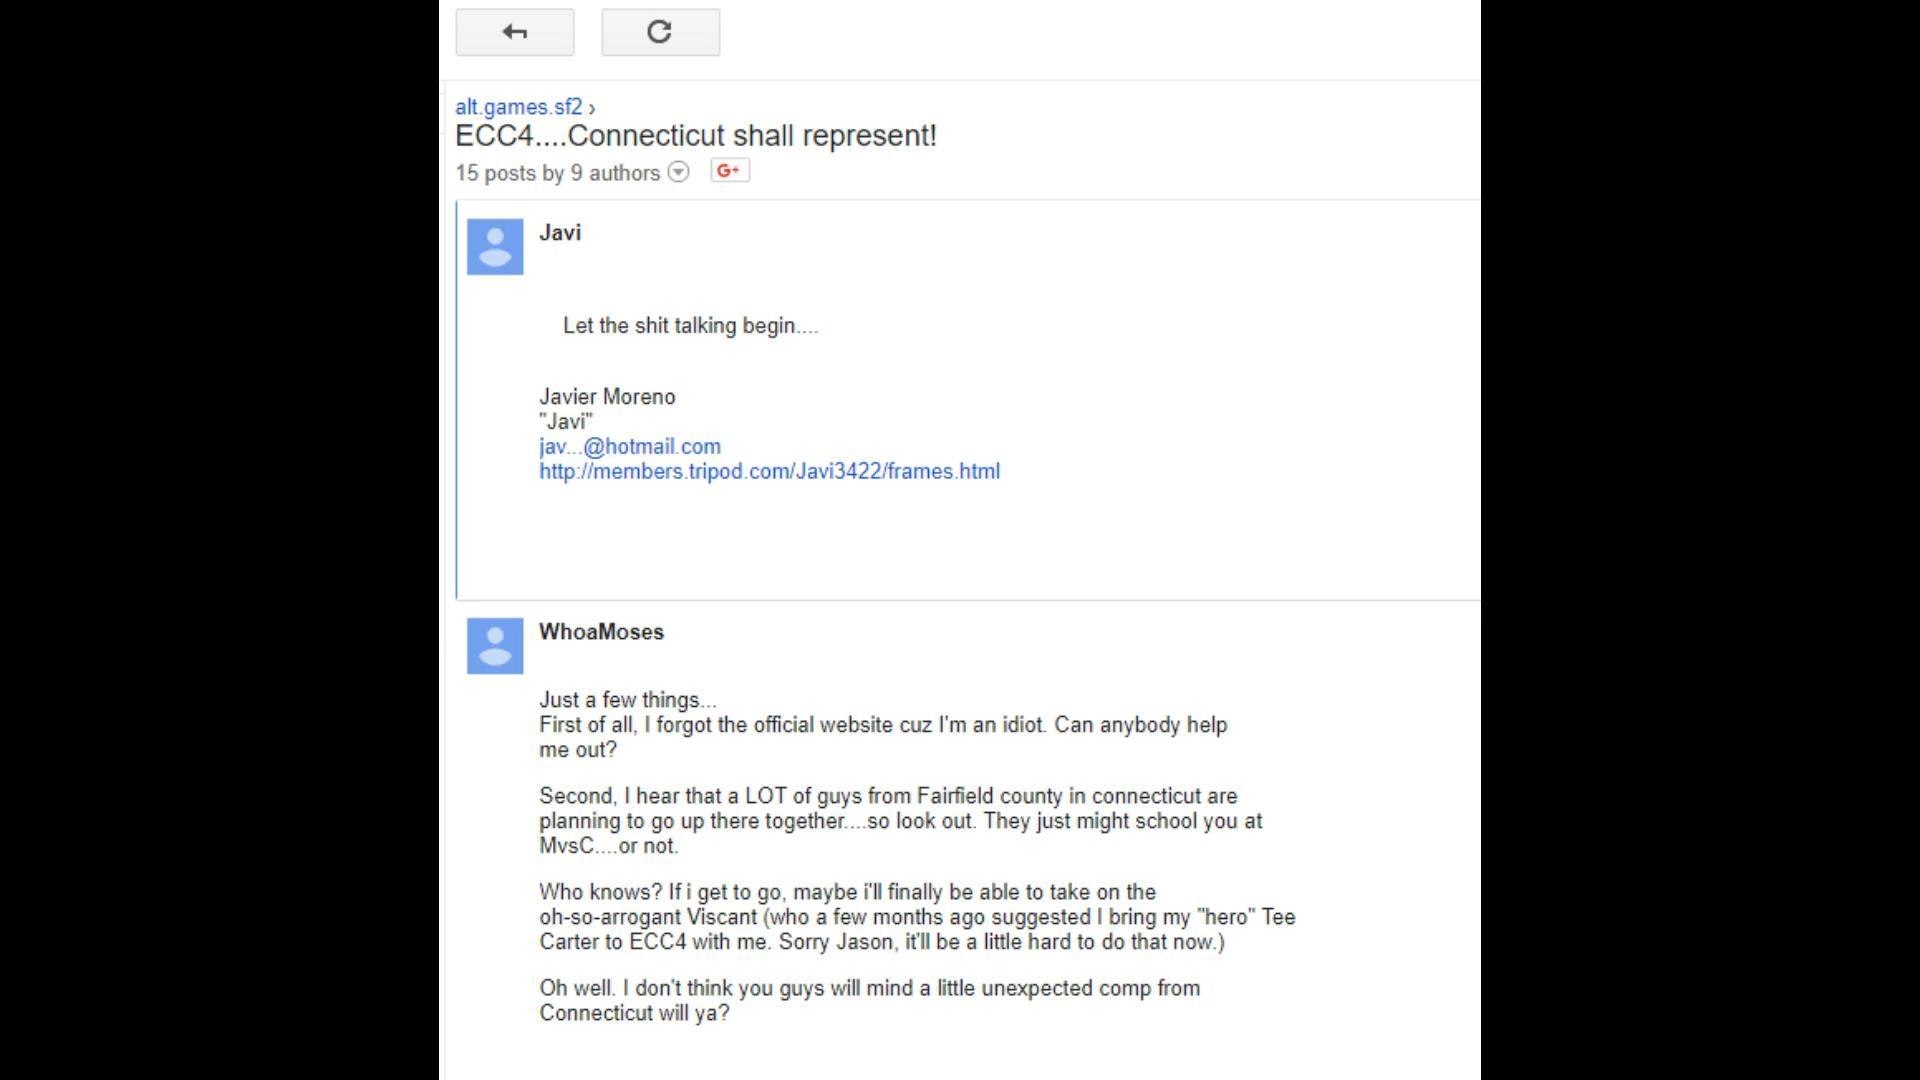 alt.games.sf2 ›
ECC4....Connecticut shall represent!
15 posts by 9 authors
G+
Javi
Let the shit talking begin....
Javier Moreno
"Javi"
jav...@hotmail.com
http://members.tripod.com/Javi3422/frames.html
WhoaMoses
Just a few things...
First of all, I forgot the official website cuz I'm an idiot. Can anybody help
me out?
Second, I hear that a LOT of guys from Fairfield county in connecticut are
planning to go up there together....so look out. They just might school you at
MvsC....or not.
Who knows? If i get to go, maybe i'll finally be able to take on the
oh-so-arrogant Viscant (who a few months ago suggested I bring my "hero" Tee
Carter to ECC4 with me. Sorry Jason, it'll be a little hard to do that now.)
Oh well. I don't think you guys will mind a little unexpected comp from
Connecticut will ya?